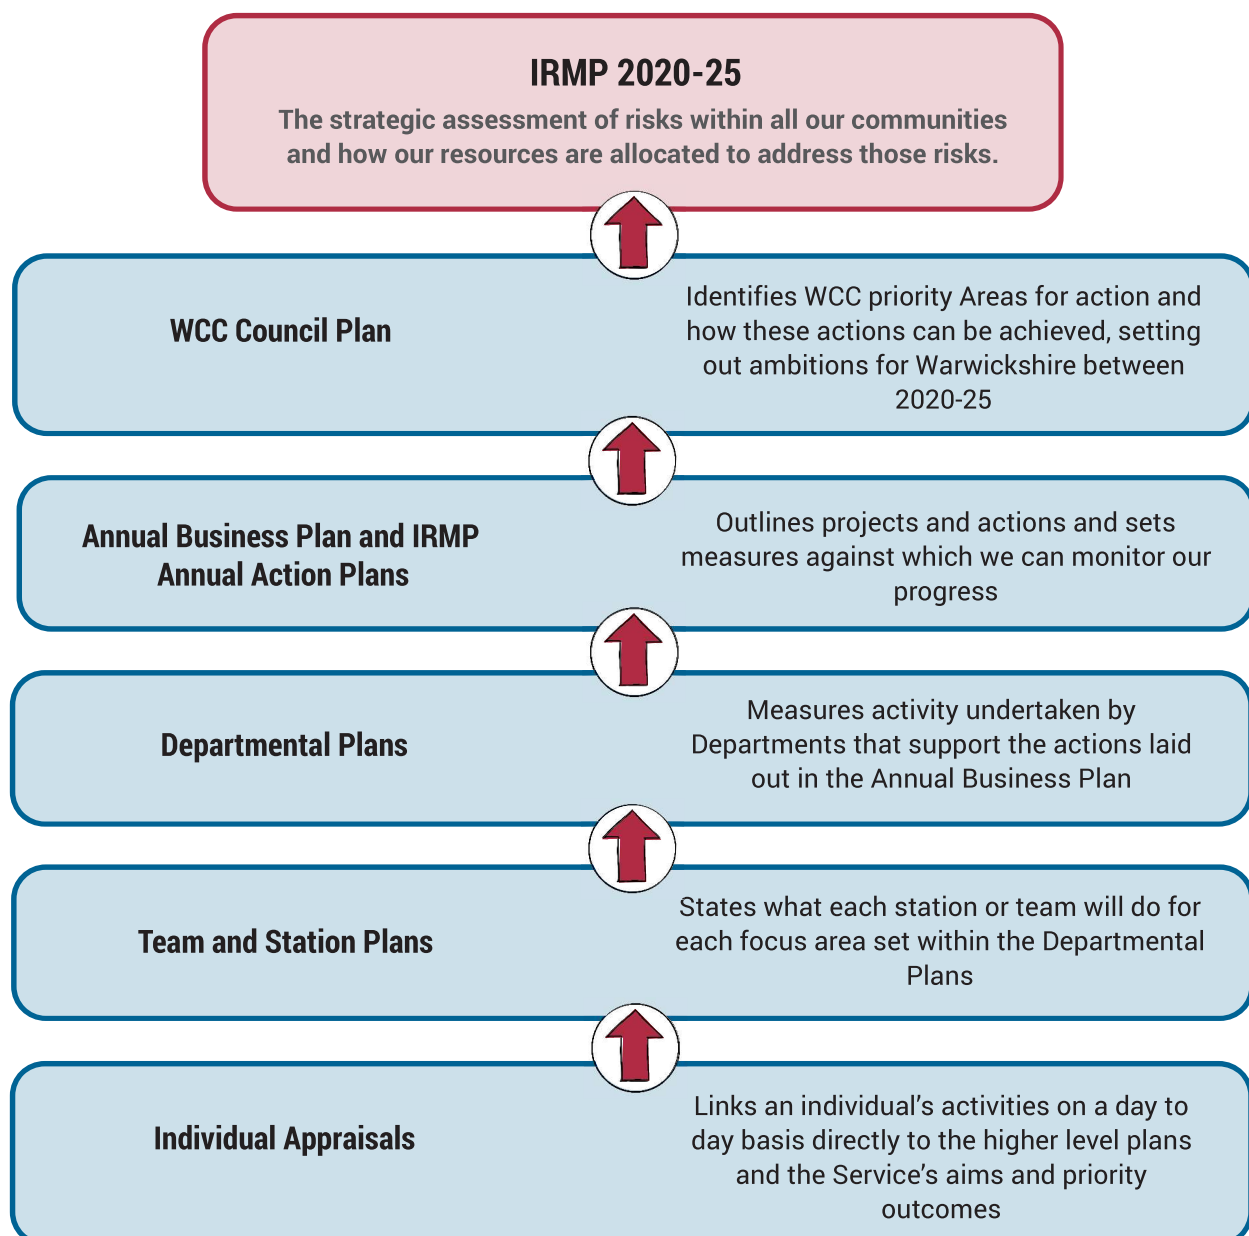 IRMP 2020-25
The strategic assessment of risks within all our communities
and how our resources are allocated to address those risks.
WCC Council Plan
Identifies WCC priority Areas for action and
how these actions can be achieved, setting
out ambitions for Warwickshire between
2020-25
Annual Business Plan and IRMP
Annual Action Plans
Outlines projects and actions and sets
measures against which we can monitor our
progress
Departmental Plans
Measures activity undertaken by
Departments that support the actions laid
out in the Annual Business Plan
Team and Station Plans
States what each station or team will do for
each focus area set within the Departmental
Plans
Individual Appraisals
Links an individual’s activities on a day to
day basis directly to the higher level plans
and the Service’s aims and priority
outcomes